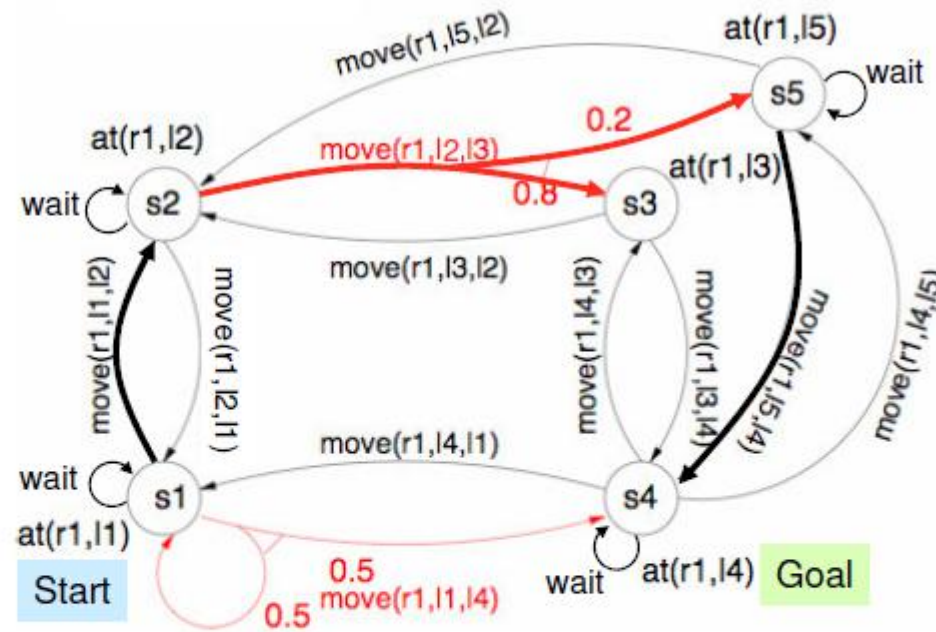 at(r1,l5)
move(r1,l5,l2)
wait
s5
0.2
at(r1,l2)
move(r1,l2,l3)
at(r1,l3)
wait
s2
0.8
s3
move(r1,l3,l2)
move(r1,l1,l2)
move(r1,l2,l1)
move(r1,l4,l3)
move(r1,l3,l4)
move(r1,l5,l4)
move(r1,l4,l5)
move(r1,l4,l1)
wait
s1
s4
at(r1,l1)
0.5
wait
at(r1,l4)
Start
Goal
0.5
move(r1,l1,l4)